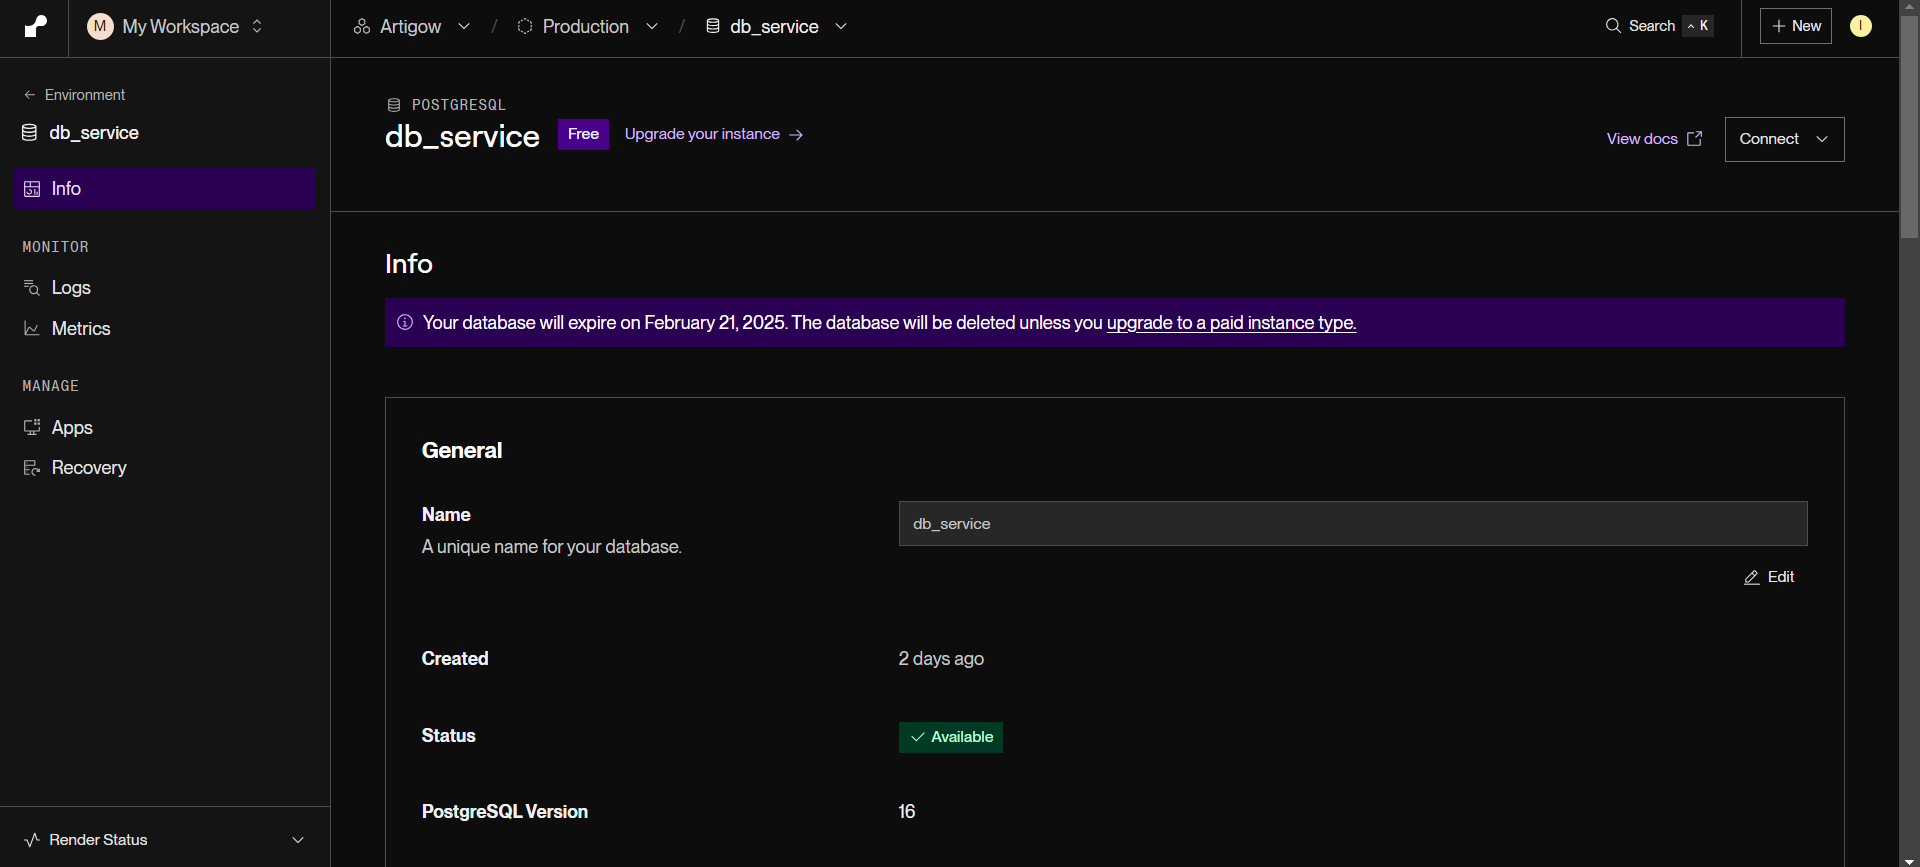 M My Workspace
Artigow / Production / db_service
Search ^ K
+ New
I
← Environment
db_service
Info
MONITOR
Logs
Metrics
MANAGE
Apps
Recovery
Render Status
POSTGRESQL
db_service Free Upgrade your instance →
View docs
Connect
Info
Your database will expire on February 21, 2025. The database will be deleted unless you upgrade to a paid instance type.
General
Name
A unique name for your database.
db_service
Edit
Created 2 days ago
Status Available
PostgreSQL Version 16